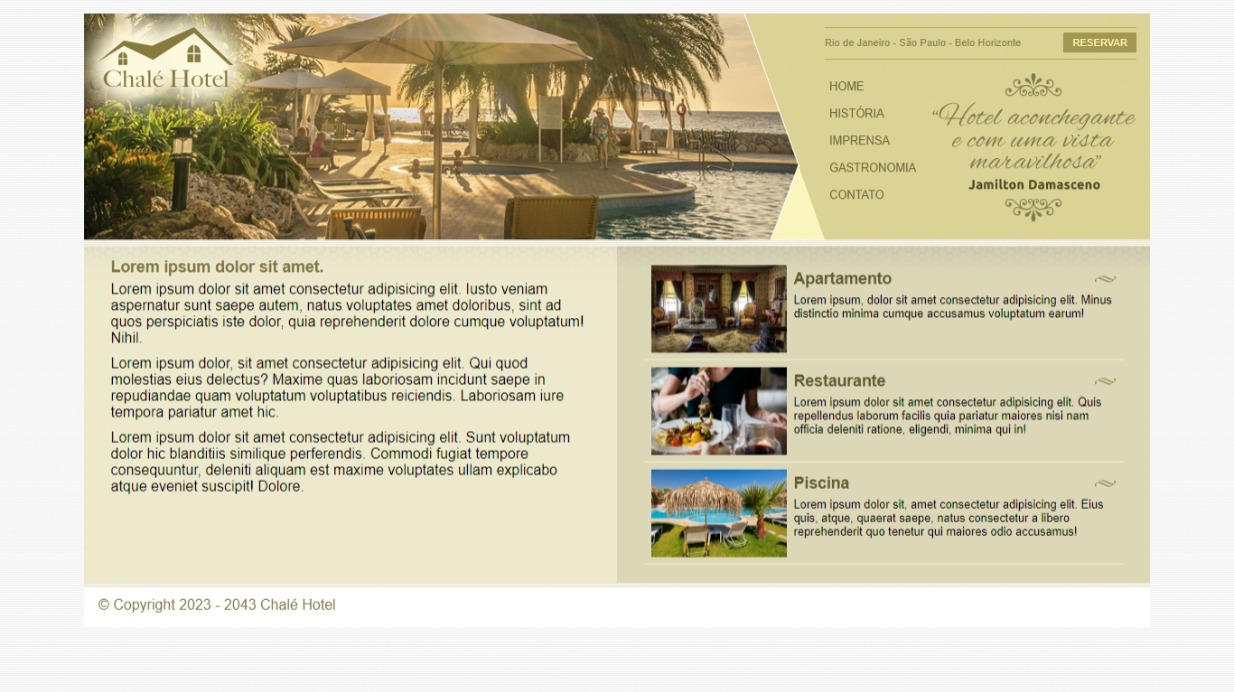 Chalé Hotel
Rio de Janeiro - São Paulo - Belo Horizonte
RESERVAR
HOME
HISTÓRIA
IMPRENSA
GASTRONOMIA
CONTATO
“Hotel aconchegante
e com uma vista
maravilhosa”
Jamilton Damasceno
Lorem ipsum dolor sit amet.
Lorem ipsum dolor sit amet consectetur adipisicing elit. Iusto veniam
aspernatur sunt saepe autem, natus voluptates amet doloribus, sint ad
quos perspiciatis iste dolor, quia reprehenderit dolore cumque voluptatum!
Nihil.
Lorem ipsum dolor, sit amet consectetur adipisicing elit. Qui quod
molestias eius delectus? Maxime quas laboriosam incidunt saepe in
repudiandae quam voluptatum voluptatibus reiciendis. Laboriosam iure
tempora pariatur amet hic.
Lorem ipsum dolor sit amet consectetur adipisicing elit. Sunt voluptatum
dolor hic blanditiis similique perferendis. Commodi fugiat tempore
consequuntur, deleniti aliquam est maxime voluptates ullam explicabo
atque eveniet suscipit! Dolore.
Apartamento
Lorem ipsum, dolor sit amet consectetur adipisicing elit. Minus
distinctio minima cumque accusamus voluptatum earum!
Restaurante
Lorem ipsum dolor sit amet consectetur adipisicing elit. Quis
repellendus laborum facilis quia pariatur maiores nisi nam
officia deleniti ratione, eligendi, minima qui in!
Piscina
Lorem ipsum dolor sit, amet consectetur adipisicing elit. Eius
quis, atque, quaerat saepe, natus consectetur a libero
reprehenderit quo tenetur qui maiores odio accusamus!
© Copyright 2023 - 2043 Chalé Hotel